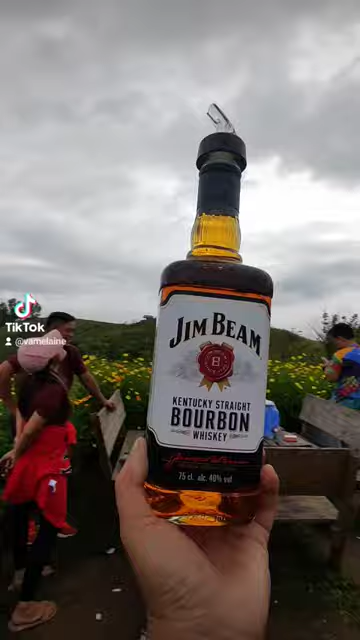 JIM BEAM
B
KENTUCKY STRAIGHT
BOURBON
WHISKEY
75 cl. alc. 40% vol
TikTok
@vamelaine